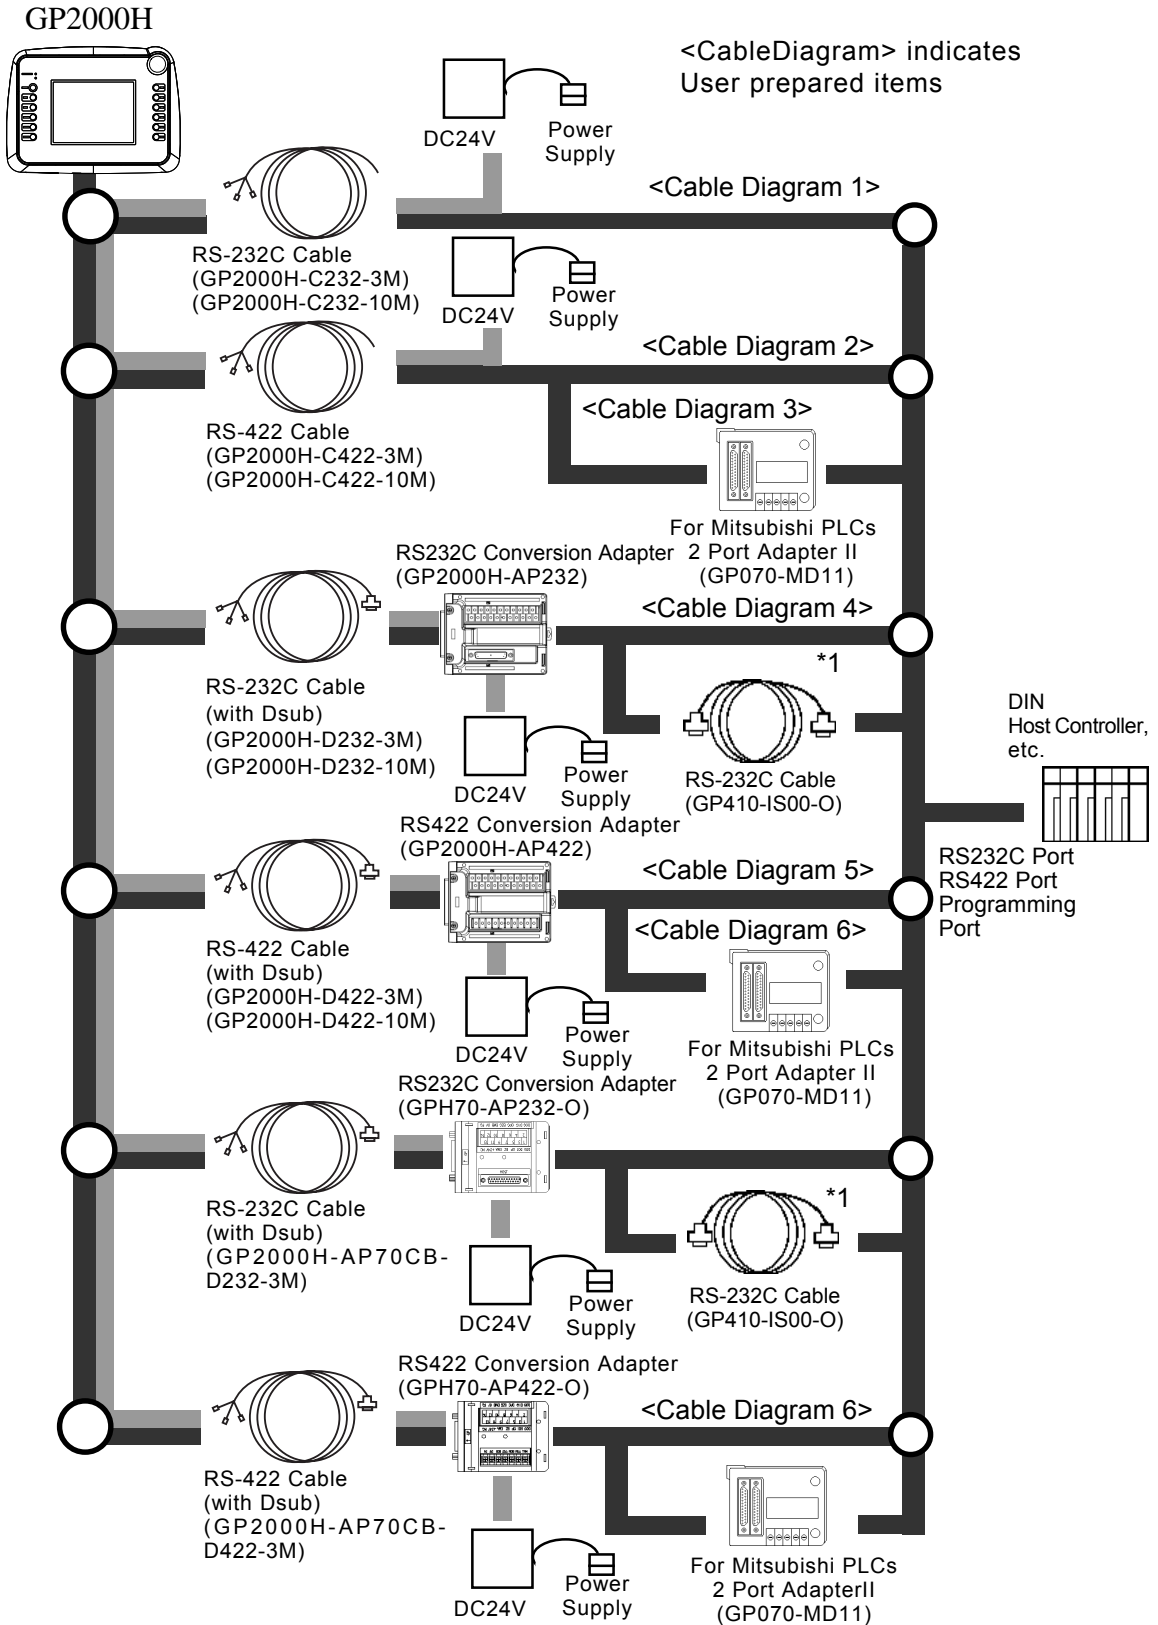 GP2000H
<CableDiagram> indicates
User prepared items
DC24V
Power
Supply
<Cable Diagram 1>
RS-232C Cable
(GP2000H-C232-3M)
(GP2000H-C232-10M)
DC24V
Power
Supply
<Cable Diagram 2>
<Cable Diagram 3>
RS-422 Cable
(GP2000H-C422-3M)
(GP2000H-C422-10M)
For Mitsubishi PLCs
2 Port Adapter II
(GP070-MD11)
RS232C Conversion Adapter
(GP2000H-AP232)
<Cable Diagram 4>
*1
RS-232C Cable
(with Dsub)
(GP2000H-D232-3M)
(GP2000H-D232-10M)
DC24V
Power
Supply
RS-232C Cable
(GP410-IS00-O)
DIN
Host Controller,
etc.
RS232C Port
RS422 Port
Programming
Port
RS422 Conversion Adapter
(GP2000H-AP422)
<Cable Diagram 5>
<Cable Diagram 6>
RS-422 Cable
(with Dsub)
(GP2000H-D422-3M)
(GP2000H-D422-10M)
DC24V
Power
Supply
For Mitsubishi PLCs
2 Port Adapter II
(GP070-MD11)
RS232C Conversion Adapter
(GPH70-AP232-O)
*1
RS-232C Cable
(with Dsub)
(GP2000H-AP70CB-
D232-3M)
DC24V
Power
Supply
RS-232C Cable
(GP410-IS00-O)
RS422 Conversion Adapter
(GPH70-AP422-O)
<Cable Diagram 6>
RS-422 Cable
(with Dsub)
(GP2000H-AP70CB-
D422-3M)
DC24V
Power
Supply
For Mitsubishi PLCs
2 Port AdapterII
(GP070-MD11)